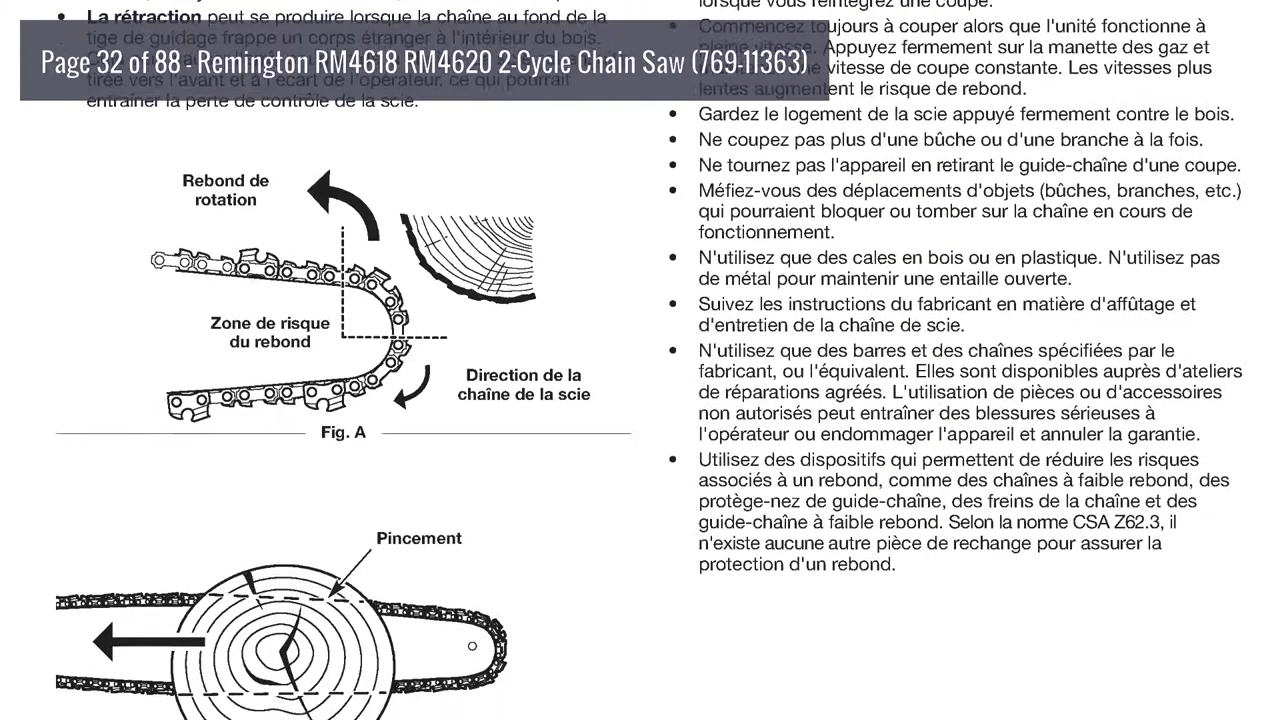 La rétraction peut se produire lorsque la chaîne au fond de la
tige de guidage frappe un corps étranger à l'intérieur du bois.
Page 32 of 88 - Remington RM4618 RM4620 2-Cycle Chain Saw (769-11363)
tirée vers l'avant et à l'écart de l'opérateur, ce qui pourrait
entraîner la perte de contrôle de la scie.
Rebond de
rotation
Zone de risque
du rebond
Direction de la
chaîne de la scie
Fig. A
Pincement
lorsque vous réintégrez une coupe.
• Commencez toujours à couper alors que l'unité fonctionne à
pleine vitesse. Appuyez fermement sur la manette des gaz et
vitesse de coupe constante. Les vitesses plus
lentes augmentent le risque de rebond.
• Gardez le logement de la scie appuyé fermement contre le bois.
• Ne coupez pas plus d'une bûche ou d'une branche à la fois.
• Ne tournez pas l'appareil en retirant le guide-chaîne d'une coupe.
• Méfiez-vous des déplacements d'objets (bûches, branches, etc.)
qui pourraient bloquer ou tomber sur la chaîne en cours de
fonctionnement.
• N'utilisez que des cales en bois ou en plastique. N'utilisez pas
de métal pour maintenir une entaille ouverte.
• Suivez les instructions du fabricant en matière d'affûtage et
d'entretien de la chaîne de scie.
• N'utilisez que des barres et des chaînes spécifiées par le
fabricant, ou l'équivalent. Elles sont disponibles auprès d'ateliers
de réparations agréés. L'utilisation de pièces ou d'accessoires
non autorisés peut entraîner des blessures sérieuses à
l'opérateur ou endommager l'appareil et annuler la garantie.
• Utilisez des dispositifs qui permettent de réduire les risques
associés à un rebond, comme des chaînes à faible rebond, des
protège-nez de guide-chaîne, des freins de la chaîne et des
guide-chaîne à faible rebond. Selon la norme CSA Z62.3, il
n'existe aucune autre pièce de rechange pour assurer la
protection d'un rebond.